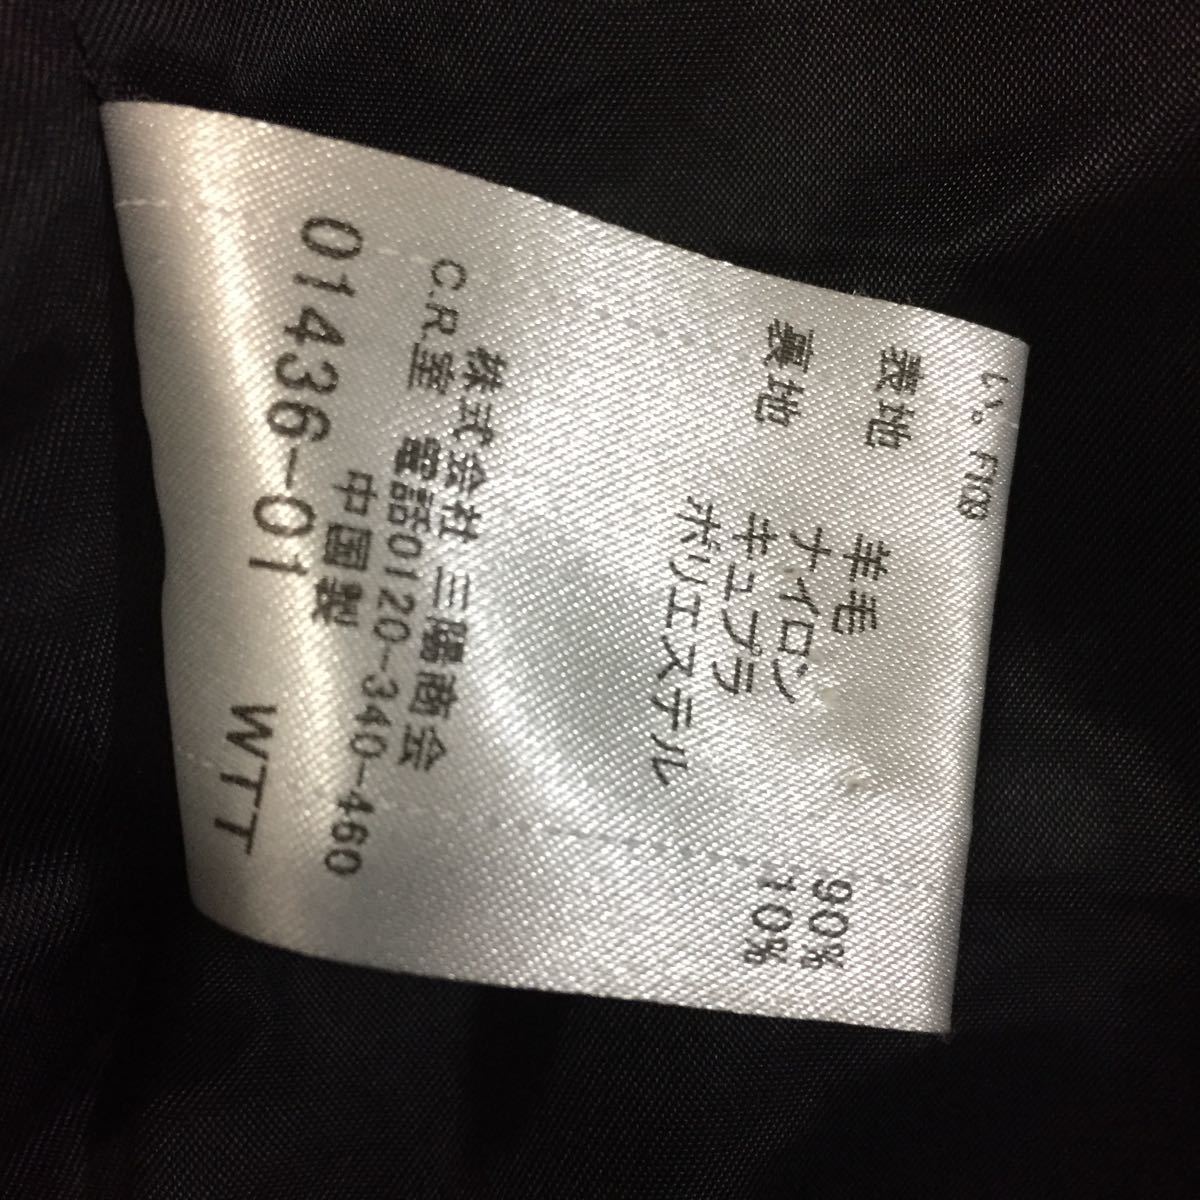 い。FT09
表地 羊毛 90%
ナイロン 10%
裏地 キュプラ
ポリエステル
株式会社 三陽商会
C.R.室 電話0120-340-460
中国製
01436-01 WTT